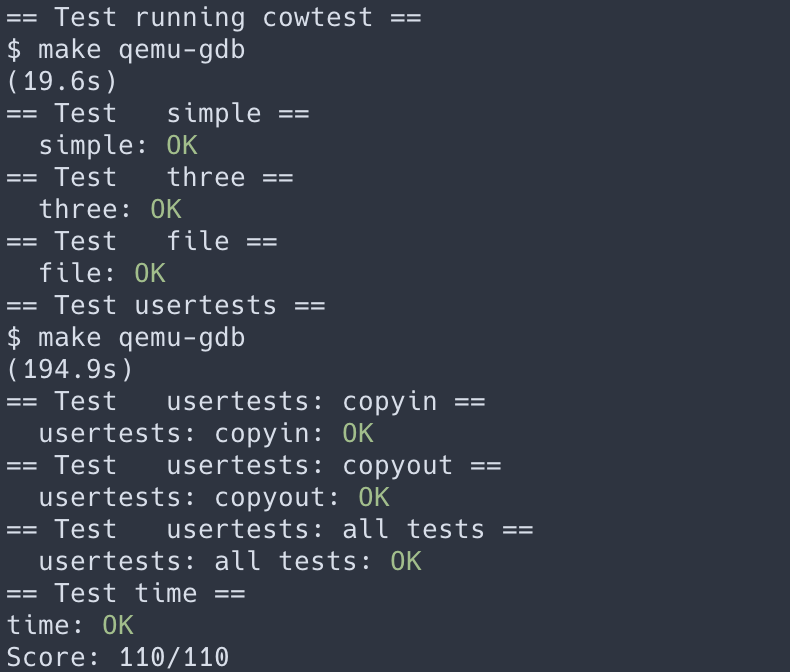 == Test running cowtest ==
$ make qemu-gdb
(19.6s)
== Test   simple ==
  simple: OK
== Test   three ==
  three: OK
== Test   file ==
  file: OK
== Test usertests ==
$ make qemu-gdb
(194.9s)
== Test   usertests: copyin ==
  usertests: copyin: OK
== Test   usertests: copyout ==
  usertests: copyout: OK
== Test   usertests: all tests ==
  usertests: all tests: OK
== Test time ==
time: OK
Score: 110/110